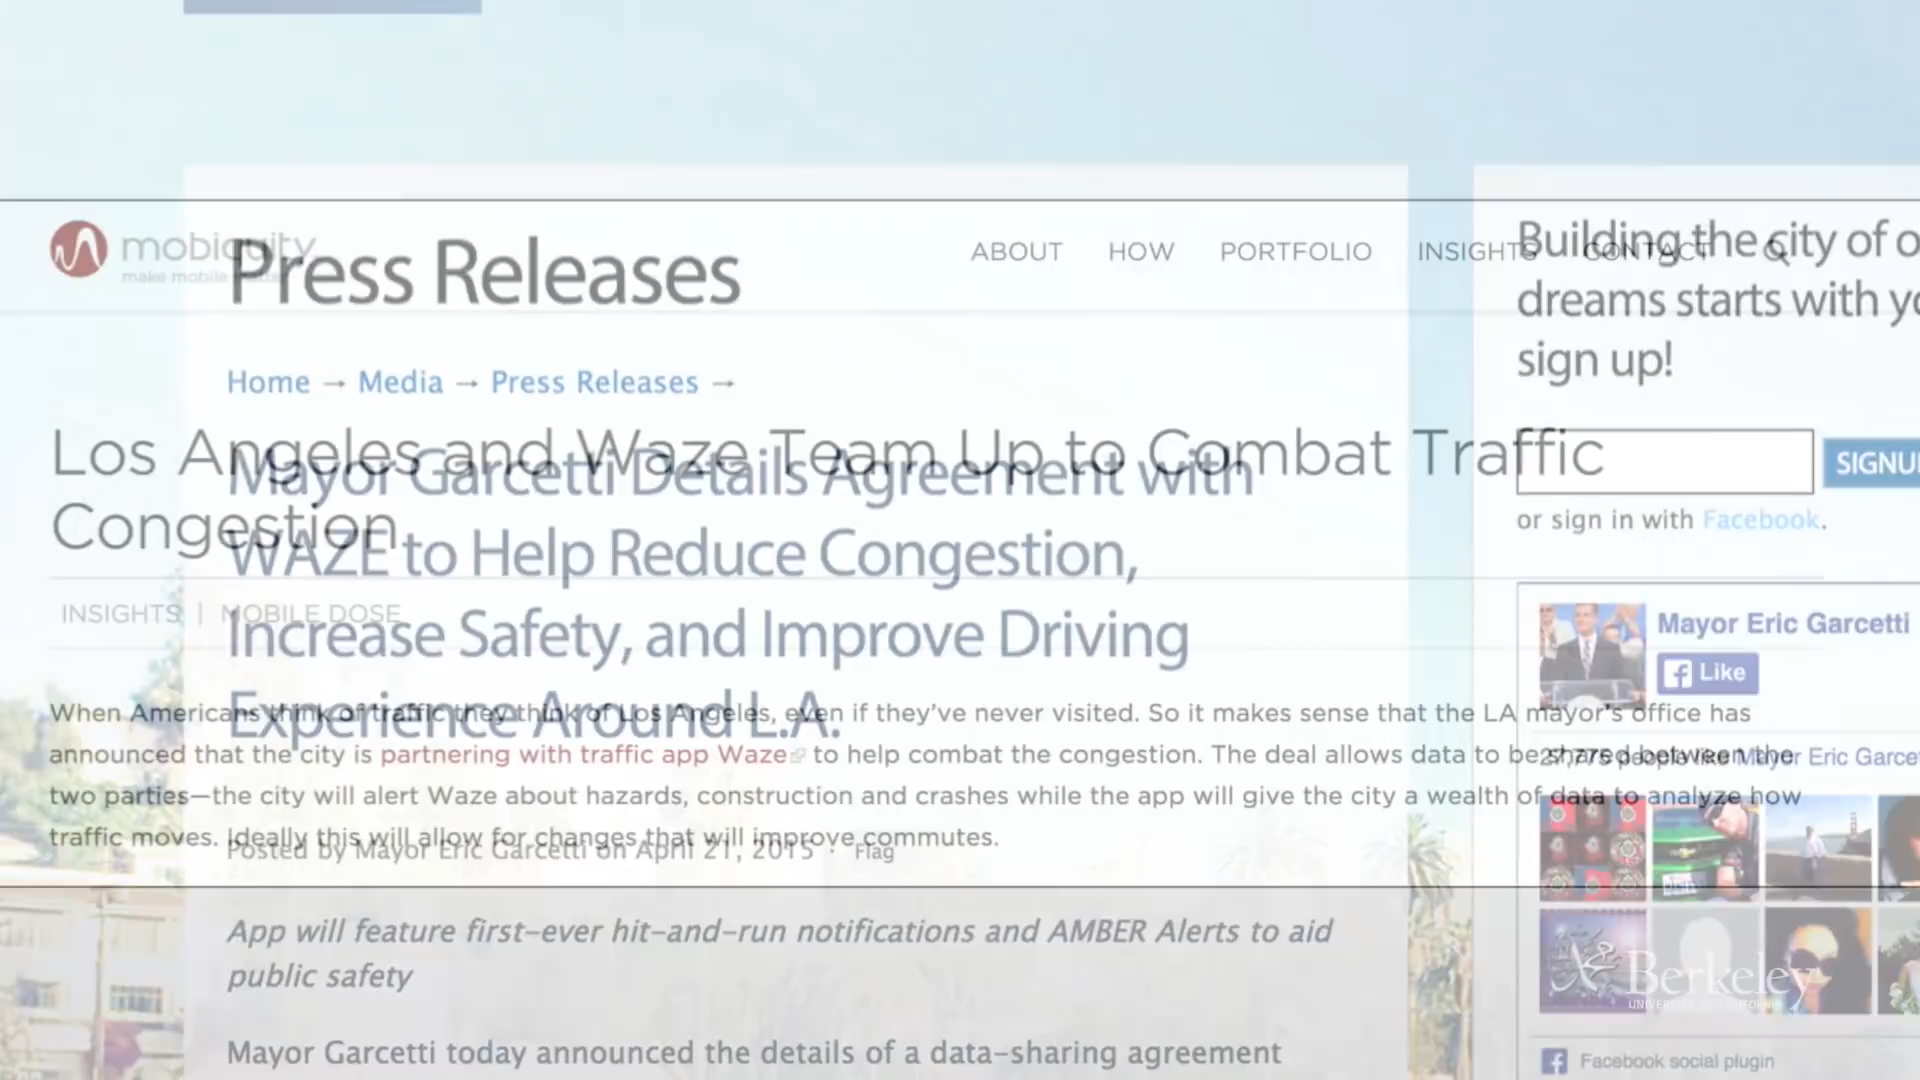 mobiquity
make mobile matter
ABOUT HOW PORTFOLIO INSIGHTS CONTACT
Los Angeles and Waze Team Up to Combat Traffic
Congestion
INSIGHTS | MOBILE DOSE
When Americans think of traffic they think of Los Angeles, even if they've never visited. So it makes sense that the LA mayor's office has
announced that the city is partnering with traffic app Waze to help combat the congestion. The deal allows data to be shared between the
two parties—the city will alert Waze about hazards, construction and crashes while the app will give the city a wealth of data to analyze how
traffic moves. Ideally this will allow for changes that will improve commutes.
Press Releases
Home → Media → Press Releases →
Mayor Garcetti Details Agreement with
WAZE to Help Reduce Congestion,
Increase Safety, and Improve Driving
Experience Around L.A.
Posted by Mayor Eric Garcetti on April 21, 2015 · Flag
App will feature first-ever hit-and-run notifications and AMBER Alerts to aid
public safety
Mayor Garcetti today announced the details of a data-sharing agreement
Building the city of o
dreams starts with yo
sign up!
SIGNU
or sign in with Facebook.
Mayor Eric Garcetti
Like
people like Mayor Eric Garce
Facebook social plugin
Berkeley
UNIVERSITY OF CALIFORNIA